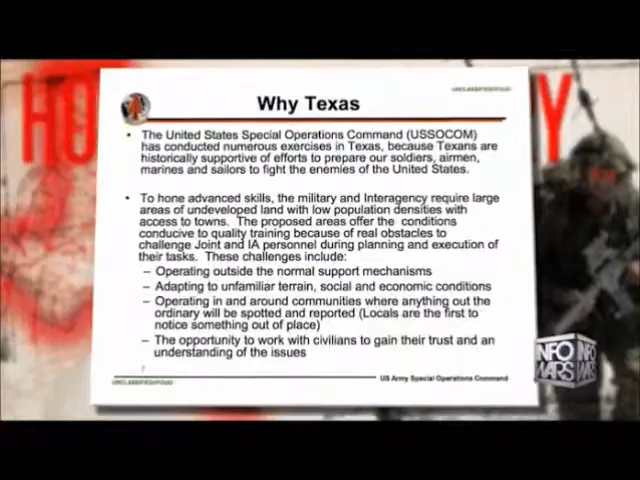 HO
Y
UNCLASSIFIED//FOUO
Why Texas
• The United States Special Operations Command (USSOCOM)
has conducted numerous exercises in Texas, because Texans are
historically supportive of efforts to prepare our soldiers, airmen,
marines and sailors to fight the enemies of the United States.
• To hone advanced skills, the military and Interagency require large
areas of undeveloped land with low population densities with
access to towns. The proposed areas offer the conditions
conducive to quality training because of real obstacles to
challenge Joint and IA personnel during planning and execution of
their tasks. These challenges include:
– Operating outside the normal support mechanisms
– Adapting to unfamiliar terrain, social and economic conditions
– Operating in and around communities where anything out the
ordinary will be spotted and reported (Locals are the first to
notice something out of place)
– The opportunity to work with civilians to gain their trust and an
understanding of the issues
7
UNCLASSIFIED//FOUO
US Army Special Operations Command
INFO
WARS
INFO
WARS